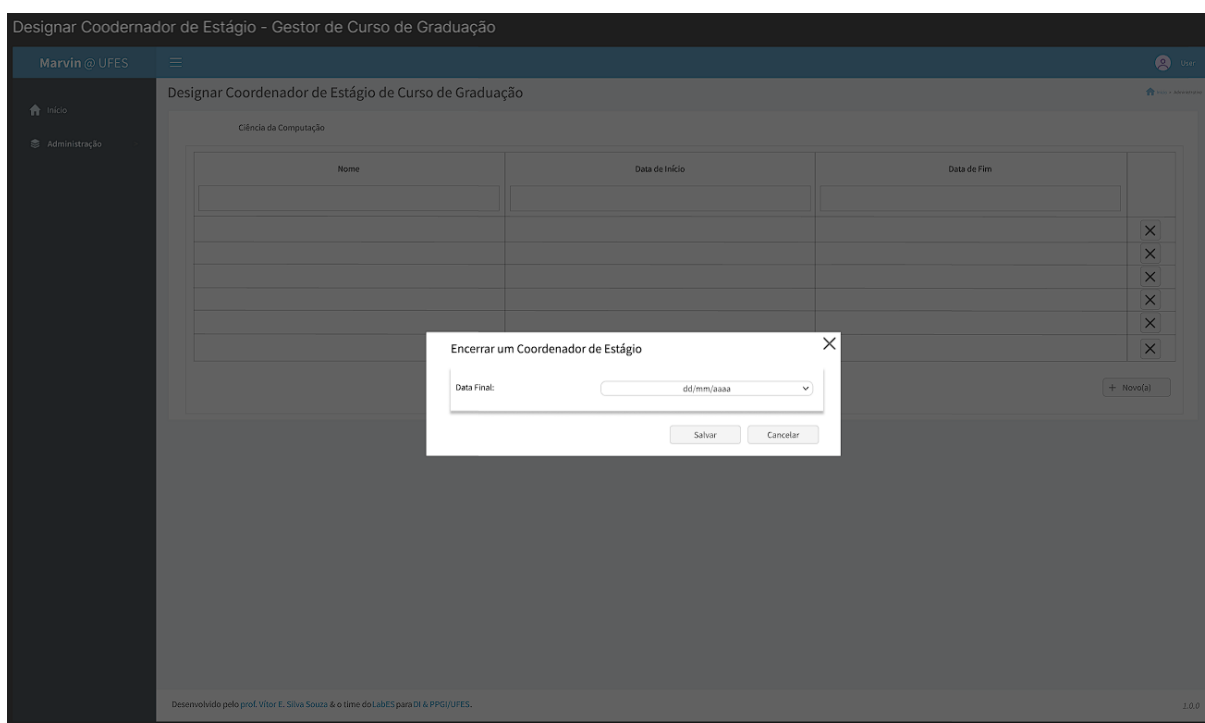 Designar Coodernador de Estágio - Gestor de Curso de Graduação
Marvin @ UFES
User
Designar Coordenador de Estágio de Curso de Graduação
Início
Ciência da Computação
Administração
Nome Data de Início Data de Fim
Encerrar um Coordenador de Estágio
Data Final: dd/mm/aaaa
+ Novo(a)
Salvar Cancelar
Desenvolvido pelo prof. Vítor E. Silva Souza & o time do LabES para DI & PPGI/UFES.
1.0.0